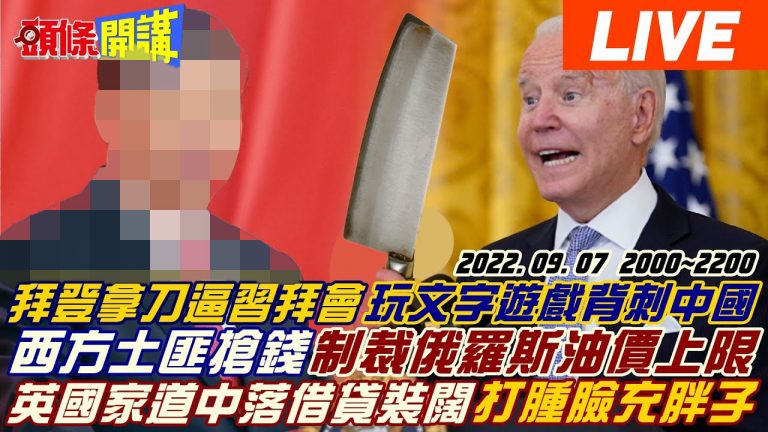 頭條開講
LIVE
2022. 09. 07 2000~2200
拜登拿刀逼習拜會 玩文字遊戲背刺中國
西方土匪搶錢 制裁俄羅斯油價上限
英國家道中落借貸裝闊 打腫臉充胖子